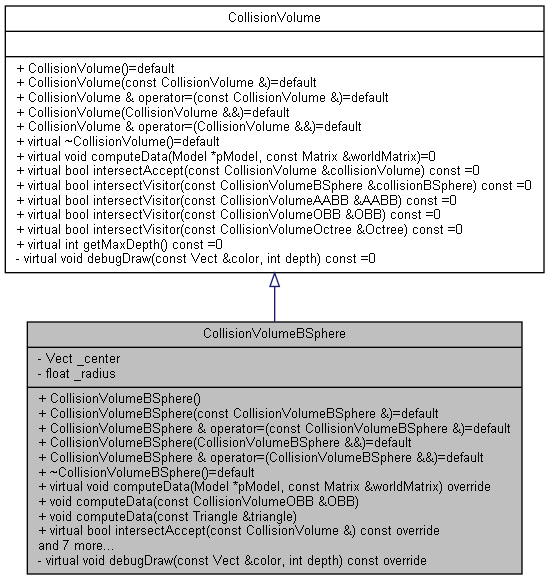 CollisionVolume
+ CollisionVolume()=default
+ CollisionVolume(const CollisionVolume &)=default
+ CollisionVolume & operator=(const CollisionVolume &)=default
+ CollisionVolume(CollisionVolume &&)=default
+ CollisionVolume & operator=(CollisionVolume &&)=default
+ virtual ~CollisionVolume()=default
+ virtual void computeData(Model *pModel, const Matrix &worldMatrix)=0
+ virtual bool intersectAccept(const CollisionVolume &collisionVolume) const =0
+ virtual bool intersectVisitor(const CollisionVolumeBSphere &collisionBSphere) const =0
+ virtual bool intersectVisitor(const CollisionVolumeAABB &AABB) const =0
+ virtual bool intersectVisitor(const CollisionVolumeOBB &OBB) const =0
+ virtual bool intersectVisitor(const CollisionVolumeOctree &Octree) const =0
+ virtual int getMaxDepth() const =0
- virtual void debugDraw(const Vect &color, int depth) const =0
CollisionVolumeBSphere
- Vect _center
- float _radius
+ CollisionVolumeBSphere()
+ CollisionVolumeBSphere(const CollisionVolumeBSphere &)=default
+ CollisionVolumeBSphere & operator=(const CollisionVolumeBSphere &)=default
+ CollisionVolumeBSphere(CollisionVolumeBSphere &&)=default
+ CollisionVolumeBSphere & operator=(CollisionVolumeBSphere &&)=default
+ ~CollisionVolumeBSphere()=default
+ virtual void computeData(Model *pModel, const Matrix &worldMatrix) override
+ void computeData(const CollisionVolumeOBB &OBB)
+ void computeData(const Triangle &triangle)
+ virtual bool intersectAccept(const CollisionVolume &) const override
and 7 more...
- virtual void debugDraw(const Vect &color, int depth) const override